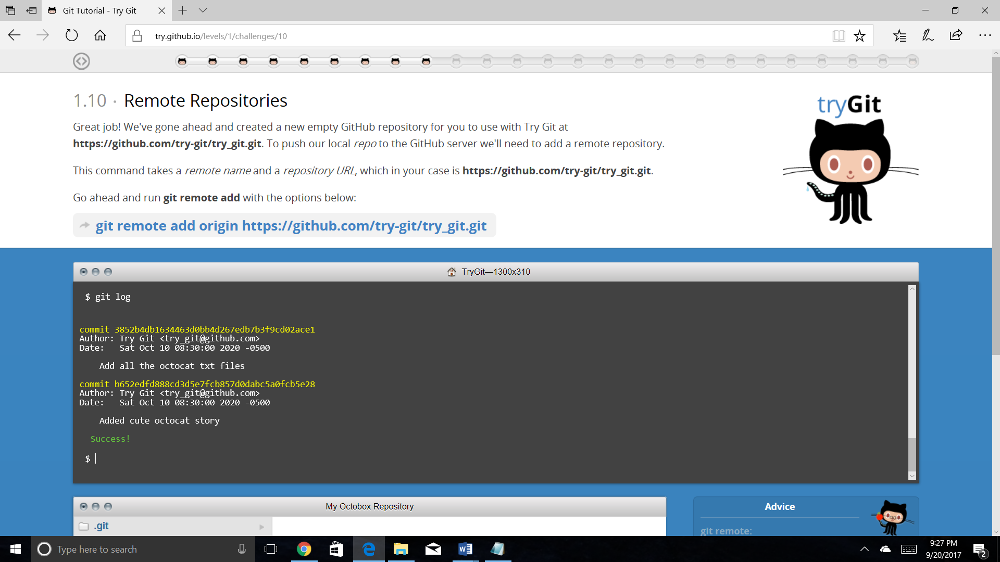 Git Tutorial - Try Git
try.github.io/levels/1/challenges/10
1.10 · Remote Repositories
tryGit
Great job! We've gone ahead and created a new empty GitHub repository for you to use with Try Git at
https://github.com/try-git/try_git.git. To push our local repo to the GitHub server we'll need to add a remote repository.
This command takes a remote name and a repository URL, which in your case is https://github.com/try-git/try_git.git.
Go ahead and run git remote add with the options below:
git remote add origin https://github.com/try-git/try_git.git
TryGit—1300x310
$ git log
commit 3852b4db1634463d0bb4d267edb7b3f9cd02ace1
Author: Try Git <try_git@github.com>
Date:   Sat Oct 10 08:30:00 2020 -0500
Add all the octocat txt files
commit b652edfd888cd3d5e7fcb857d0dabc5a0fcb5e28
Author: Try Git <try_git@github.com>
Date:   Sat Oct 10 08:30:00 2020 -0500
Added cute octocat story
Success!
$
My Octobox Repository
.git
Advice
git remote:
Type here to search
9:27 PM
9/20/2017
2